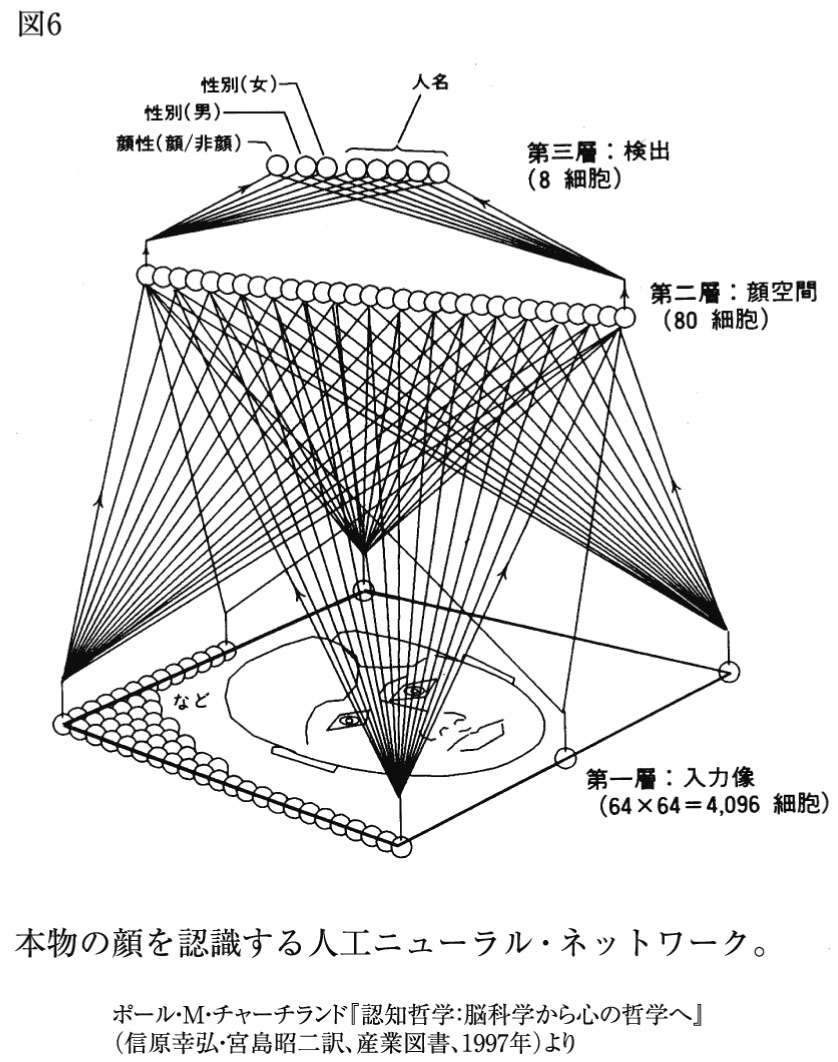 図6
性別(女)
人名
性別(男)
顔性(顔/非顔)
第三層:検出
(8 細胞)
第二層:顔空間
(80 細胞)
など
第一層:入力像
(64×64=4,096 細胞)
本物の顔を認識する人工ニューラル・ネットワーク。
ポール・M・チャーチランド『認知哲学:脳科学から心の哲学へ』
(信原幸弘・宮島昭二訳、産業図書、1997年)より